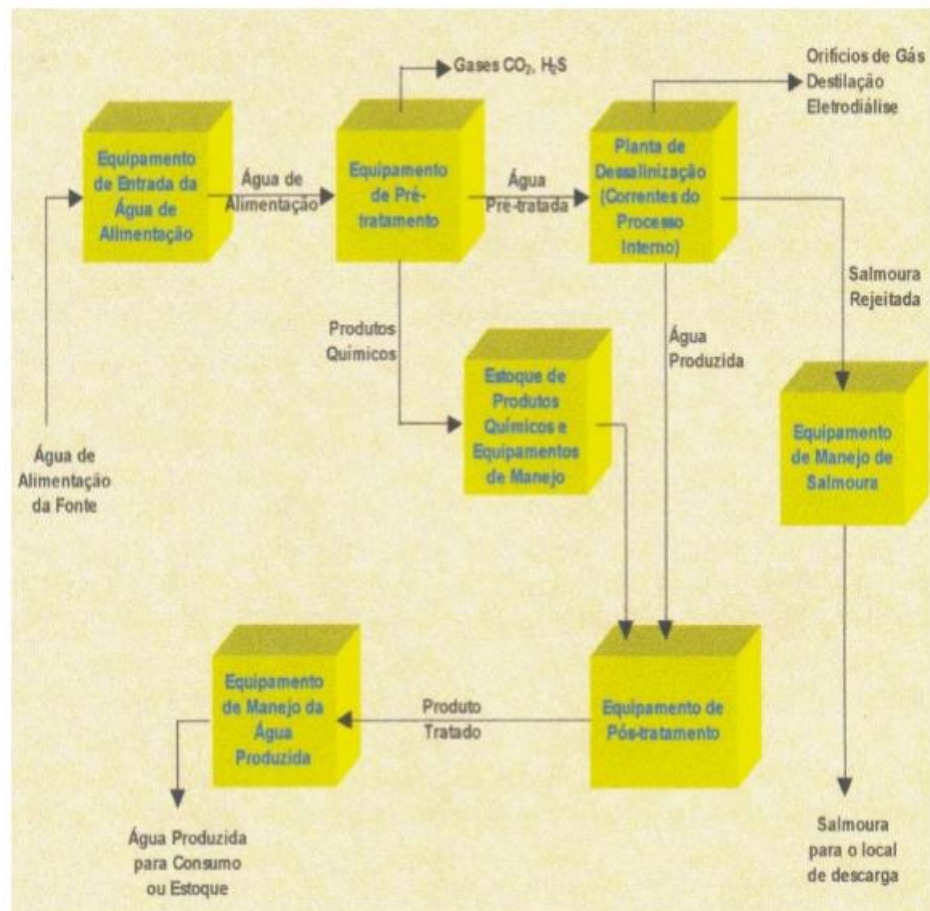 Gases CO₂, H₂S
Orifícios de Gás
Destilação
Eletrodiálise
Equipamento
de Entrada da
Água de
Alimentação
Água de
Alimentação
Equipamento
de Pré-
tratamento
Água
Pré-tratada
Planta de
Dessalinização
(Correntes do
Processo
Interno)
Salmoura
Rejeitada
Produtos
Químicos
Água
Produzida
Estoque de
Produtos
Químicos e
Equipamentos
de Manejo
Equipamento
de Manejo de
Salmoura
Água de
Alimentação
da Fonte
Equipamento
de Manejo da
Água
Produzida
Produto
Tratado
Equipamento de
Pós-tratamento
Água Produzida
para Consumo
ou Estoque
Salmoura
para o local
de descarga